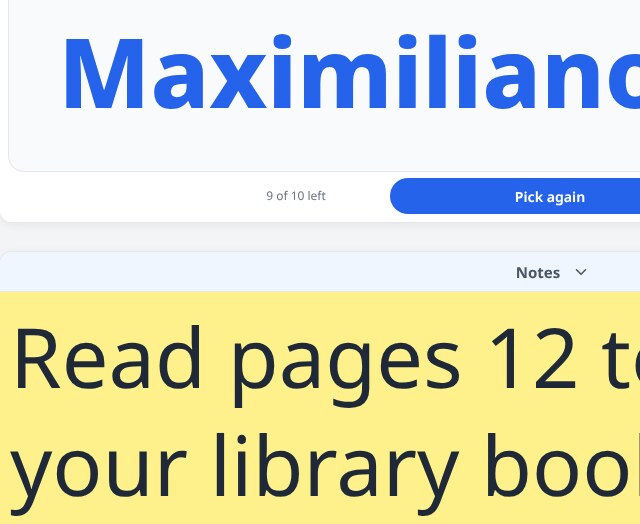 Maximilian
9 of 10 left
Pick again
Notes
Read pages 12
your library